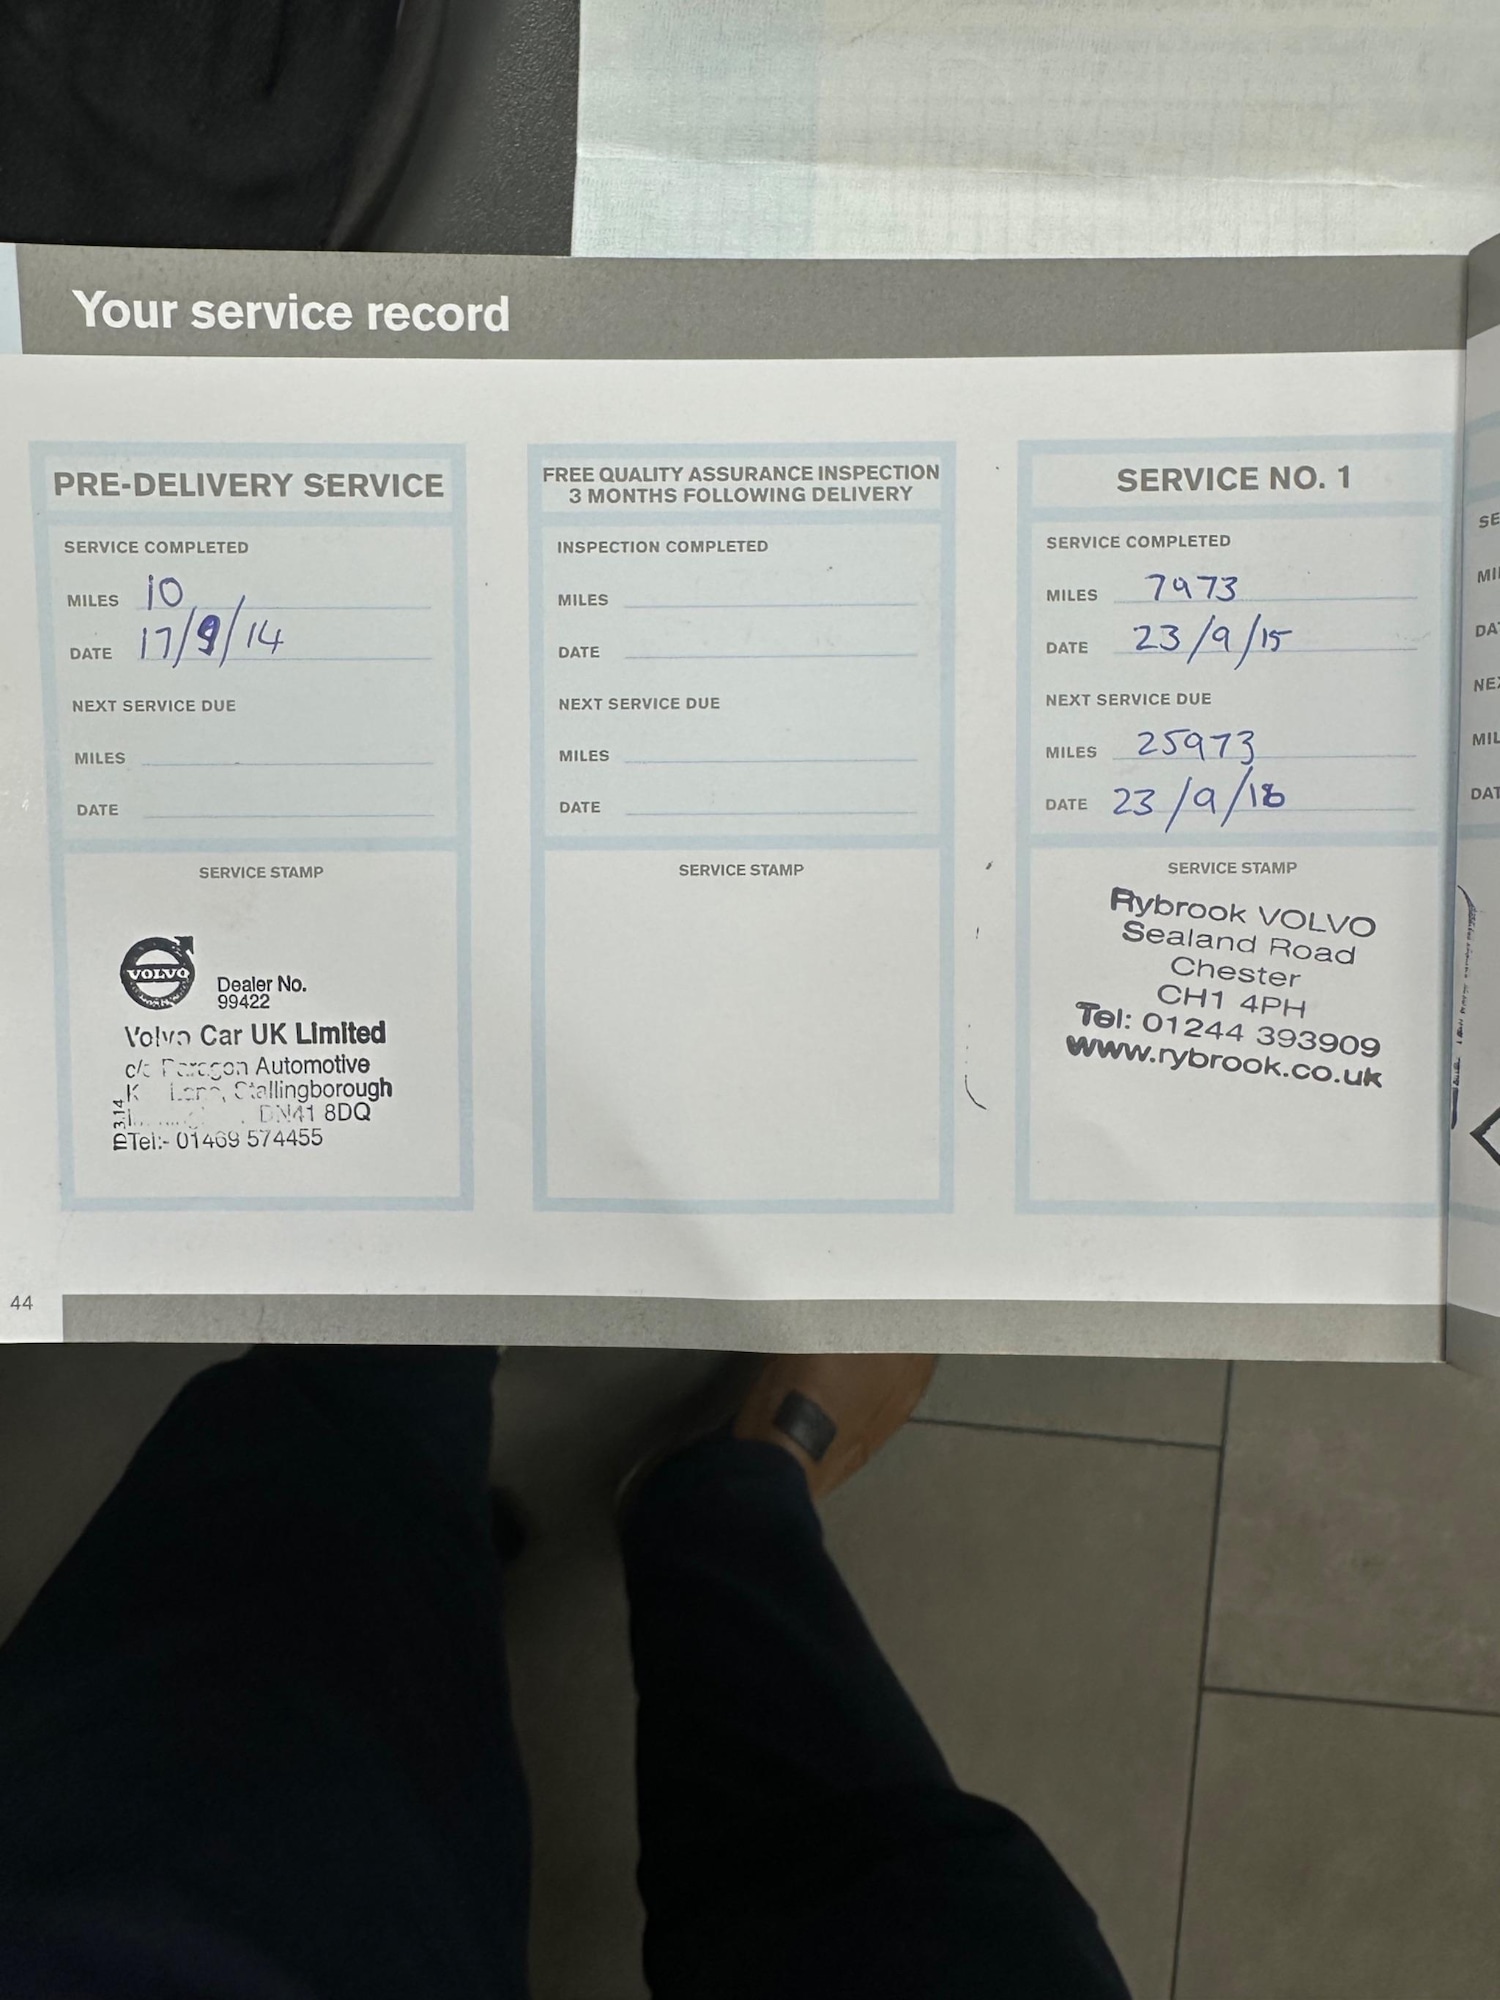 Your service record
PRE-DELIVERY SERVICE
SERVICE COMPLETED
MILES 10
DATE 17/9/14
NEXT SERVICE DUE
MILES
DATE
SERVICE STAMP
VOLVO
Dealer No.
99422
Volvo Car UK Limited
c/o Paragon Automotive
Stallingborough
DN41 8DQ
Tel:- 01469 574455
ID3.14
FREE QUALITY ASSURANCE INSPECTION
3 MONTHS FOLLOWING DELIVERY
INSPECTION COMPLETED
MILES
DATE
NEXT SERVICE DUE
MILES
DATE
SERVICE STAMP
SERVICE NO. 1
SERVICE COMPLETED
MILES 7973
DATE 23/9/15
NEXT SERVICE DUE
MILES 25973
DATE 23/9/
SERVICE STAMP
Rybrook VOLVO
Sealand Road
Chester
CH1 4PH
Tel: 01244 393909
www.rybrook.co.uk
44